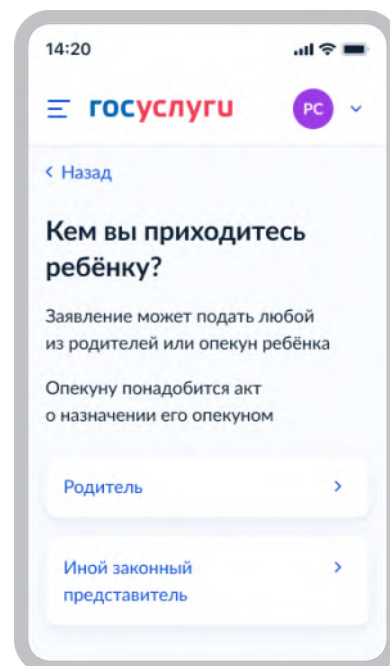 14:20
госуслуги
РС
Назад
Кем вы приходитесь
ребёнку?
Заявление может подать любой
из родителей или опекун ребёнка
Опекуну понадобится акт
о назначении его опекуном
Родитель
Иной законный
представитель